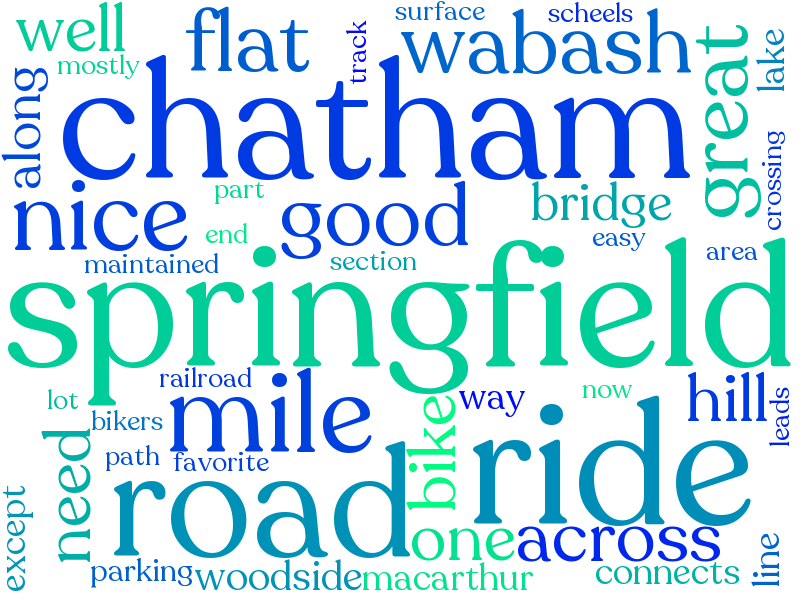 well
flat
track
surface
scheels
wabash
great
lake
mostly
along
chatham
crossing
nice
part
good
bridge
end
easy
area
maintained
section
springfield
railroad
mile
way
now
hill
leads
lot
bikers
bike
ride
need
path
favorite
road
except
one
across
line
parking
woodside
macarthur
connects